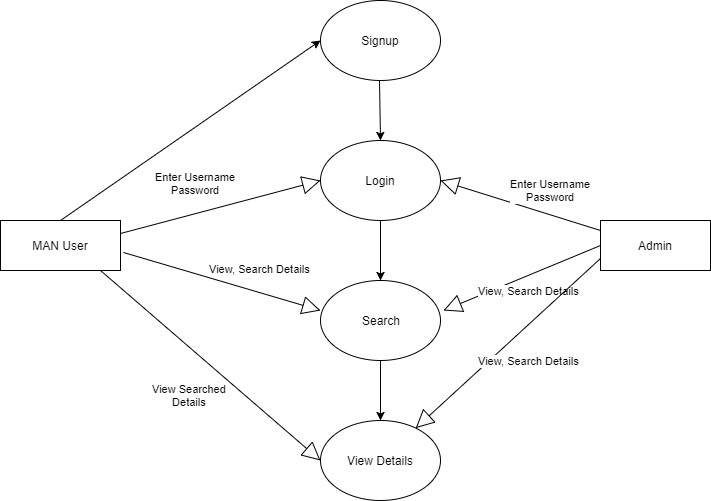 Signup
Enter Username
Password
Login
Enter Username
Password
MAN User
Admin
View, Search Details
View, Search Details
Search
View, Search Details
View Searched
Details
View Details